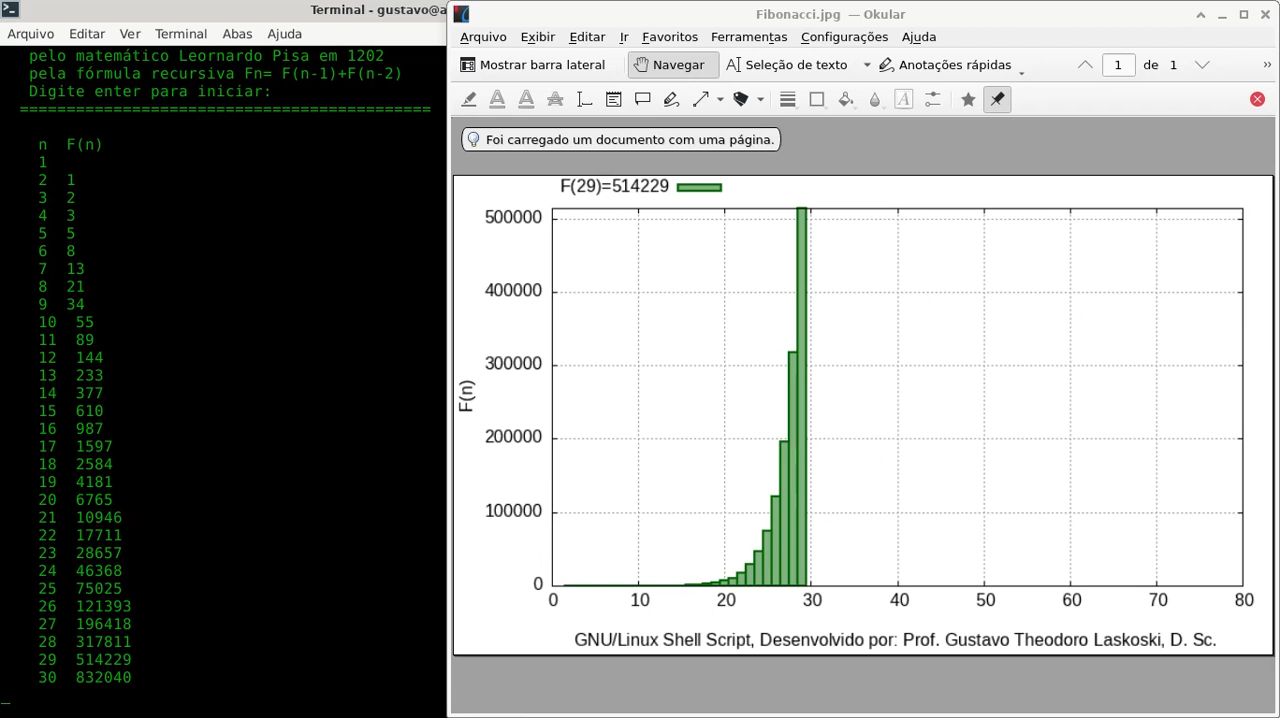 Terminal - gustavo@a
Arquivo Editar Ver Terminal Abas Ajuda
pelo matemático Leornardo Pisa em 1202
pela fórmula recursiva Fn= F(n-1)+F(n-2)
Digite enter para iniciar:
=============================================
n F(n)
1
2 1
3 2
4 3
5 5
6 8
7 13
8 21
9 34
10 55
11 89
12 144
13 233
14 377
15 610
16 987
17 1597
18 2584
19 4181
20 6765
21 10946
22 17711
23 28657
24 46368
25 75025
26 121393
27 196418
28 317811
29 514229
30 832040
Fibonacci.jpg — Okular
Arquivo Exibir Editar Ir Favoritos Ferramentas Configurações Ajuda
Mostrar barra lateral Navegar Seleção de texto Anotações rápidas 1 de 1 ››
Foi carregado um documento com uma página.
F(29)=514229
500000
400000
300000
200000
100000
0
F(n)
0 10 20 30 40 50 60 70 80
GNU/Linux Shell Script, Desenvolvido por: Prof. Gustavo Theodoro Laskoski, D. Sc.